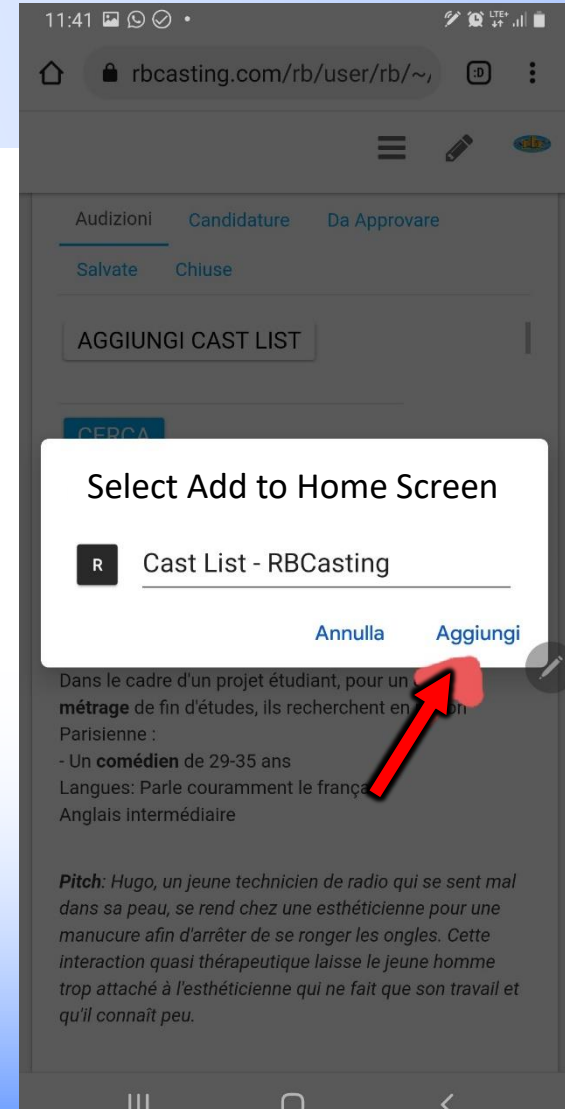 11:41
LTE+
rbcasting.com/rb/user/rb/~/
:D
Audizioni Candidature Da Approvare
Salvate Chiuse
AGGIUNGI CAST LIST
CERCA
Select Add to Home Screen
R Cast List - RBCasting
Annulla Aggiungi
Dans le cadre d'un projet étudiant, pour un
métrage de fin d'études, ils recherchent en
Parisienne :
- Un comédien de 29-35 ans
Langues: Parle couramment le frança
Anglais intermédiaire
Pitch: Hugo, un jeune technicien de radio qui se sent mal
dans sa peau, se rend chez une esthéticienne pour une
manucure afin d'arrêter de se ronger les ongles. Cette
interaction quasi thérapeutique laisse le jeune homme
trop attaché à l'esthéticienne qui ne fait que son travail et
qu'il connaît peu.